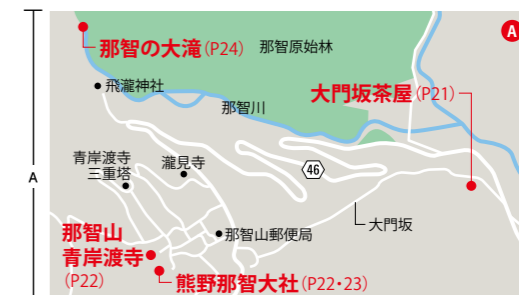 A
那智の大滝(P24)
那智原始林
飛瀧神社
大門坂茶屋(P21)
那智川
青岸渡寺
三重塔
瀧見寺
46
A
大門坂
那智山郵便局
那智山
青岸渡寺
(P22)
熊野那智大社(P22・23)